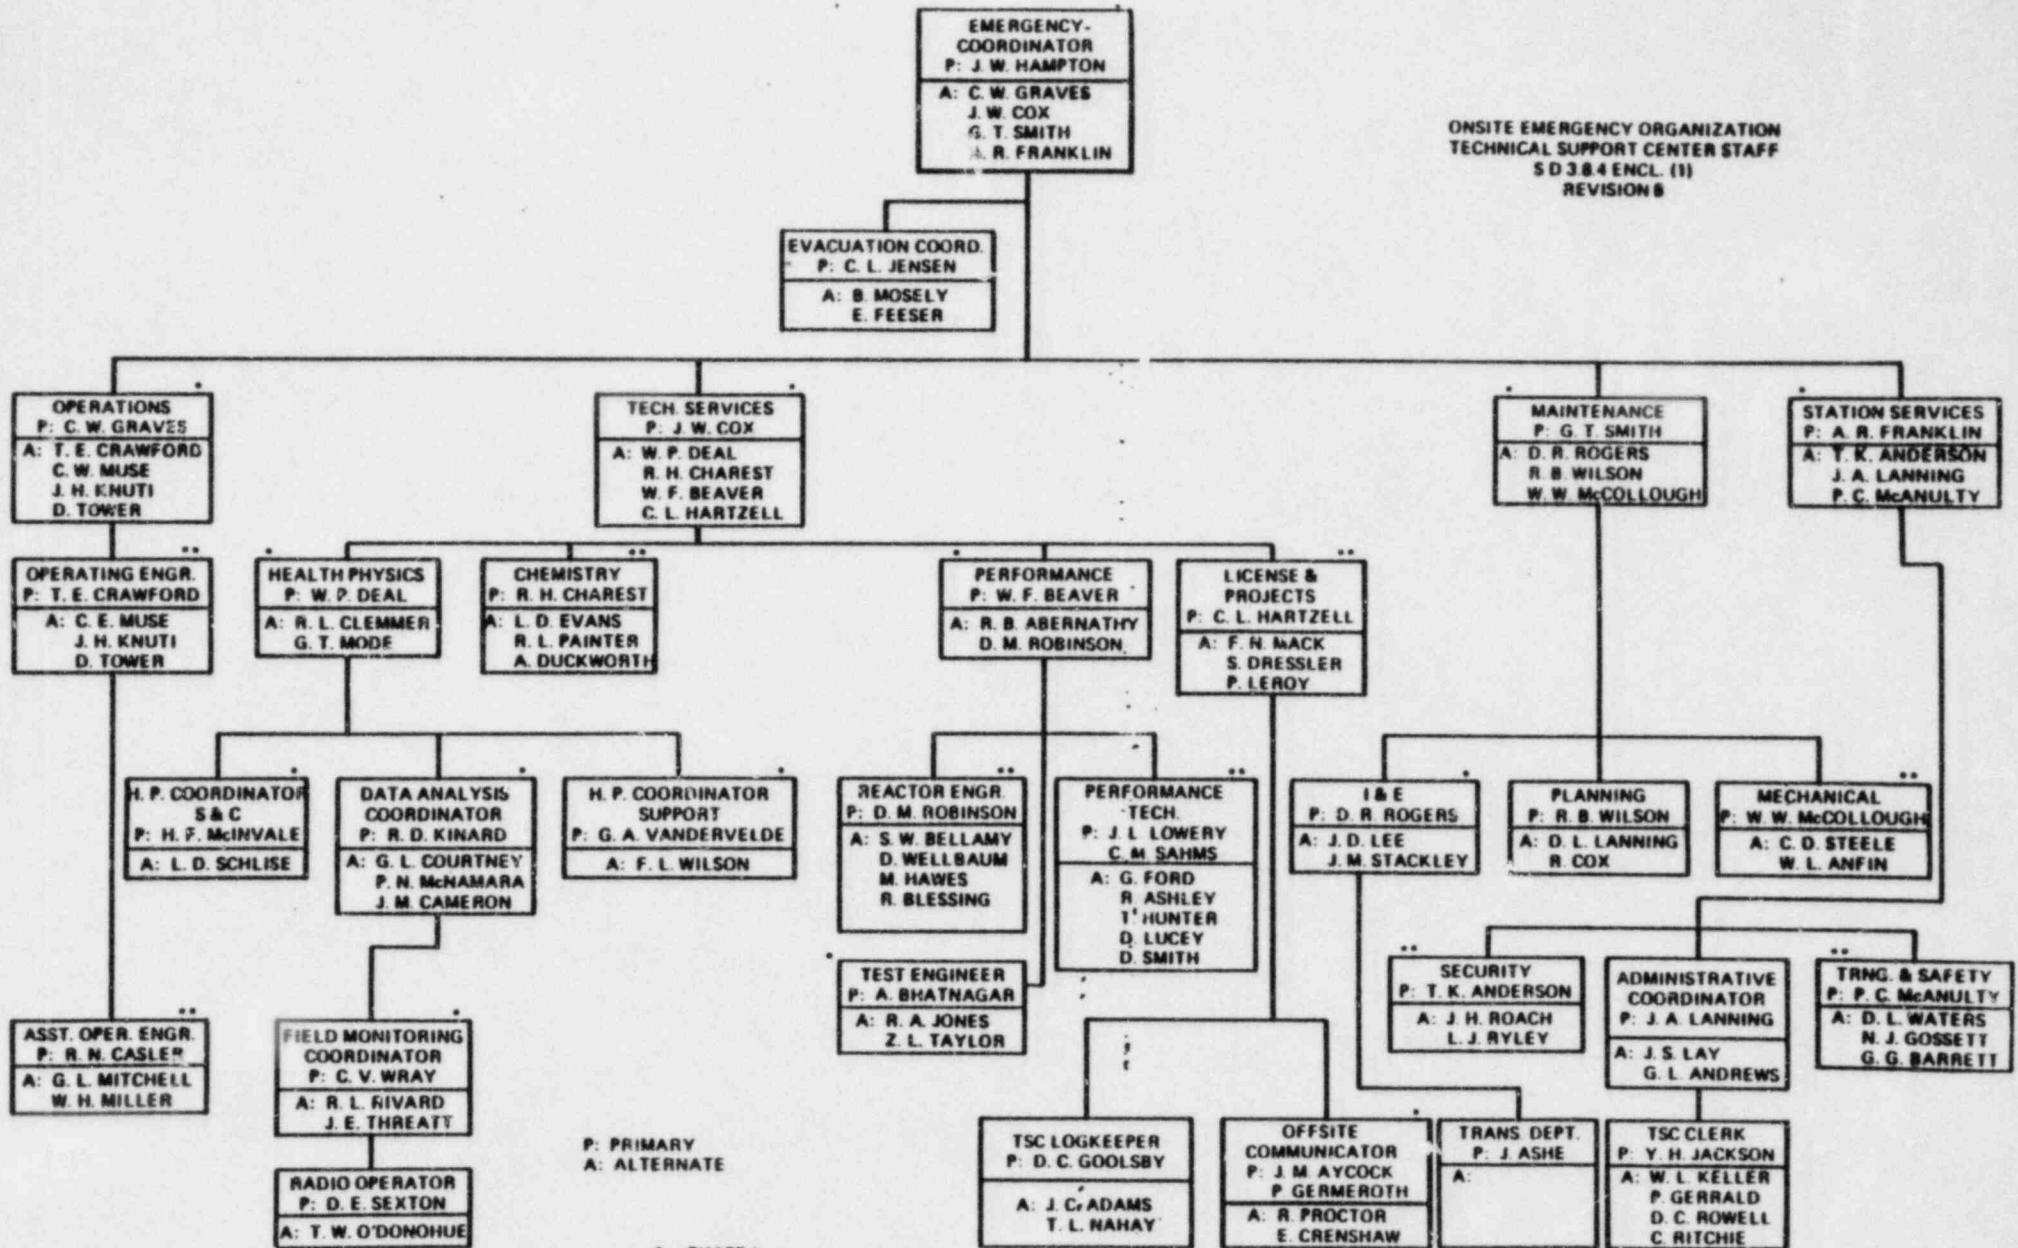 EMERGENCY-
COORDINATOR
P: J. W. HAMPTON
A: C. W. GRAVES
J. W. COX
G. T. SMITH
A. R. FRANKLIN
ONSITE EMERGENCY ORGANIZATION
TECHNICAL SUPPORT CENTER STAFF
S D 3.8.4 ENCL. (1)
REVISION 8
EVACUATION COORD.
P: C. L. JENSEN
A: B. MOSELY
E. FEESER
OPERATIONS
P: C. W. GRAVES
A: T. E. CRAWFORD
C. W. MUSE
J. H. KNUTI
D. TOWER
TECH. SERVICES
P: J. W. COX
A: W. P. DEAL
R. H. CHAREST
W. F. BEAVER
C. L. HARTZELL
MAINTENANCE
P: G. T. SMITH
A: D. R. ROGERS
R. B. WILSON
W. W. McCOLLOUGH
STATION SERVICES
P: A. R. FRANKLIN
A: T. K. ANDERSON
J. A. LANNING
P. C. McANULTY
OPERATING ENGR.
P: T. E. CRAWFORD
A: C. E. MUSE
J. H. KNUTI
D. TOWER
HEALTH PHYSICS
P: W. P. DEAL
A: R. L. CLEMMER
G. T. MODE
CHEMISTRY
P: R. H. CHAREST
A: L. D. EVANS
R. L. PAINTER
A. DUCKWORTH
PERFORMANCE
P: W. F. BEAVER
A: R. B. ABERNATHY
D. M. ROBINSON
LICENSE &
PROJECTS
P: C. L. HARTZELL
A: F. N. MACK
S. DRESSLER
P. LEROY
H. P. COORDINATOR
S & C
P: H. F. McINVALE
A: L. D. SCHLISE
DATA ANALYSIS
COORDINATOR
P: R. D. KINARD
A: G. L. COURTNEY
P. N. McNAMARA
J. M. CAMERON
H. P. COORDINATOR
SUPPORT
P: G. A. VANDERVELDE
A: F. L. WILSON
REACTOR ENGR.
P: D. M. ROBINSON
A: S. W. BELLAMY
D. WELLBAUM
M. HAWES
R. BLESSING
PERFORMANCE
TECH.
P: J. L. LOWERY
C. M. SAHMS
A: G. FORD
R. ASHLEY
T. HUNTER
D. LUCEY
D. SMITH
I & E
P: D. R. ROGERS
A: J. D. LEE
J. M. STACKLEY
PLANNING
P: R. B. WILSON
A: D. L. LANNING
R. COX
MECHANICAL
P: W. W. McCOLLOUGH
A: C. D. STEELE
W. L. ANFIN
TEST ENGINEER
P: A. BHATNAGAR
A: R. A. JONES
Z. L. TAYLOR
SECURITY
P: T. K. ANDERSON
A: J. H. ROACH
L. J. RYLEY
ADMINISTRATIVE
COORDINATOR
P: J. A. LANNING
A: J. S. LAY
G. L. ANDREWS
TRNG. & SAFETY
P: P. C. McANULTY
A: D. L. WATERS
N. J. GOSSETT
G. G. BARRETT
ASST. OPER. ENGR.
P: R. N. CASLER
A: G. L. MITCHELL
W. H. MILLER
FIELD MONITORING
COORDINATOR
P: C. V. WRAY
A: R. L. RIVARD
J. E. THREATT
RADIO OPERATOR
P: D. E. SEXTON
A: T. W. O'DONOHUE
P: PRIMARY
A: ALTERNATE
TSC LOGKEEPER
P: D. C. GOOLSBY
A: J. C. ADAMS
T. L. NAHAY
OFFSITE
COMMUNICATOR
P: J. M. AYCOCK
P. GERMEROTH
A: R. PROCTOR
E. CRENSHAW
TRANS. DEPT.
P: J. ASHE
A:
TSC CLERK
P: Y. H. JACKSON
A: W. L. KELLER
P. GERRALD
D. C. ROWELL
C. RITCHIE